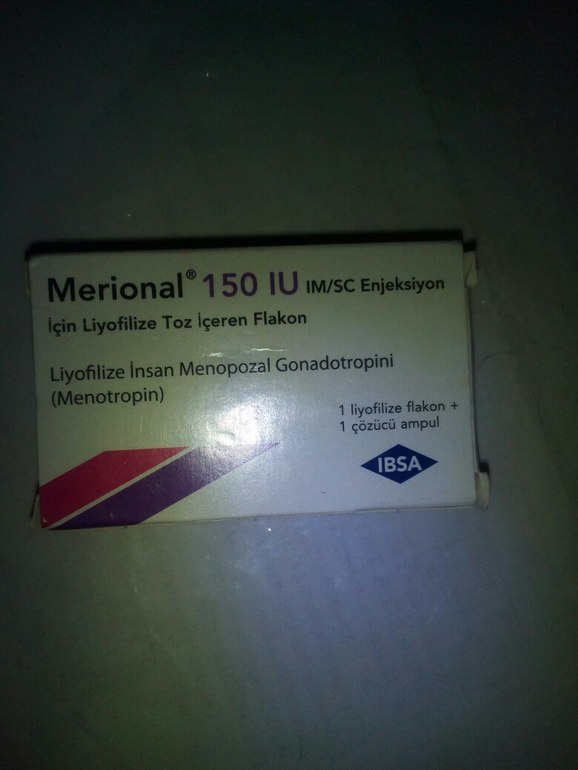 Merional® 150 IU IM/SC Enjeksiyon
İçin Liyofilize Toz İçeren Flakon
Liyofilize İnsan Menopozal Gonadotropini
(Menotropin)
1 liyofilize flakon +
1 çözücü ampul
IBSA